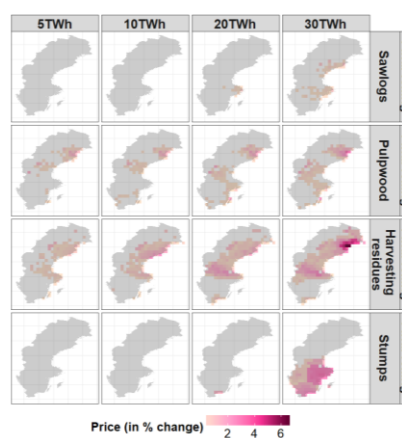 5TWh 10TWh 20TWh 30TWh
Sawlogs
Pulpwood
Harvesting
residues
Stumps
Price (in % change)
2 4 6